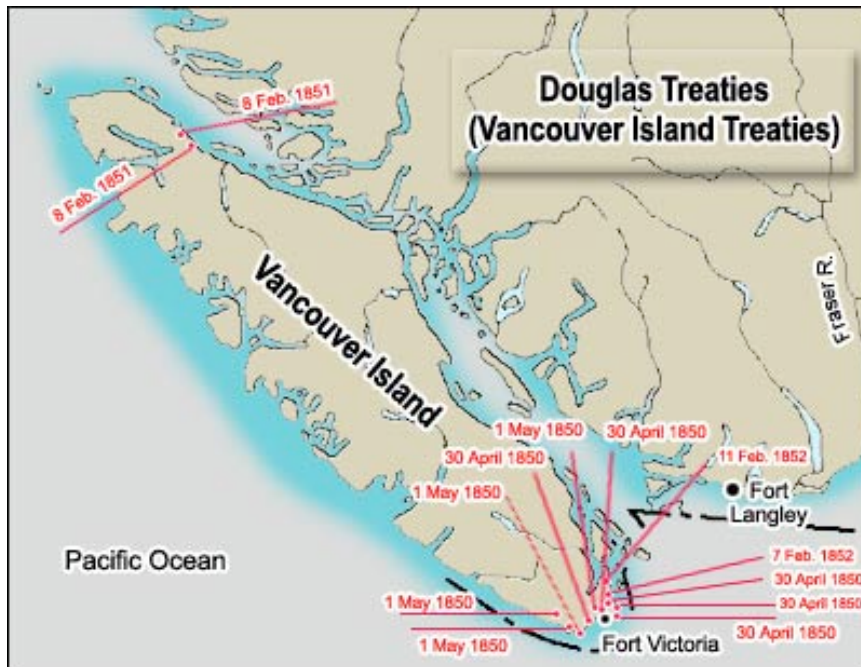 Douglas Treaties
(Vancouver Island Treaties)
8 Feb. 1851
8 Feb. 1851
Vancouver Island
Fraser R.
1 May 1850
30 April 1850
30 April 1850
11 Feb. 1852
1 May 1850
Fort
Langley
Pacific Ocean
7 Feb. 1852
30 April 1850
1 May 1850
30 April 1850
1 May 1850
Fort Victoria
30 April 1850